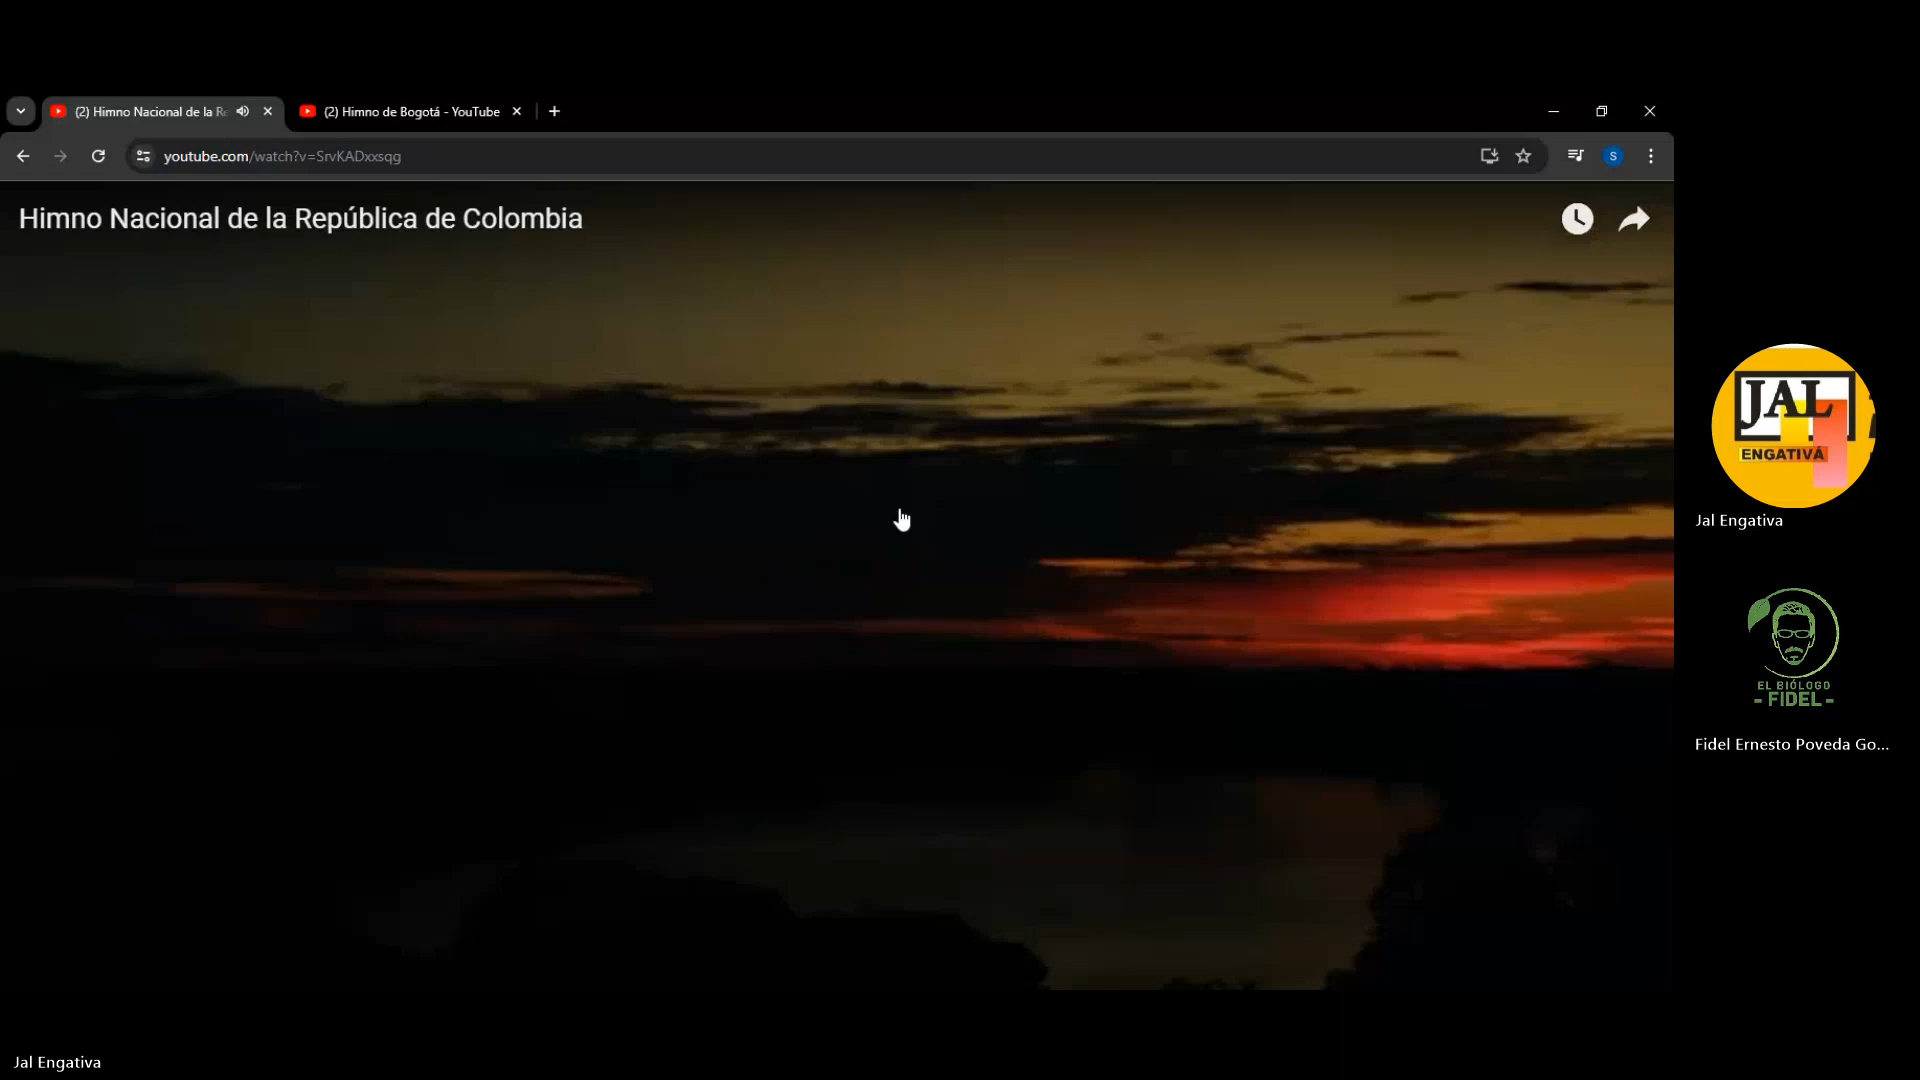 (2) Himno Nacional de la Re
(2) Himno de Bogotá - YouTube
youtube.com/watch?v=SrvKADxxsqg
S
Himno Nacional de la República de Colombia
JAL
ENGATIVÁ
Jal Engativa
EL BIÓLOGO
- FIDEL -
Fidel Ernesto Poveda Go...
Jal Engativa